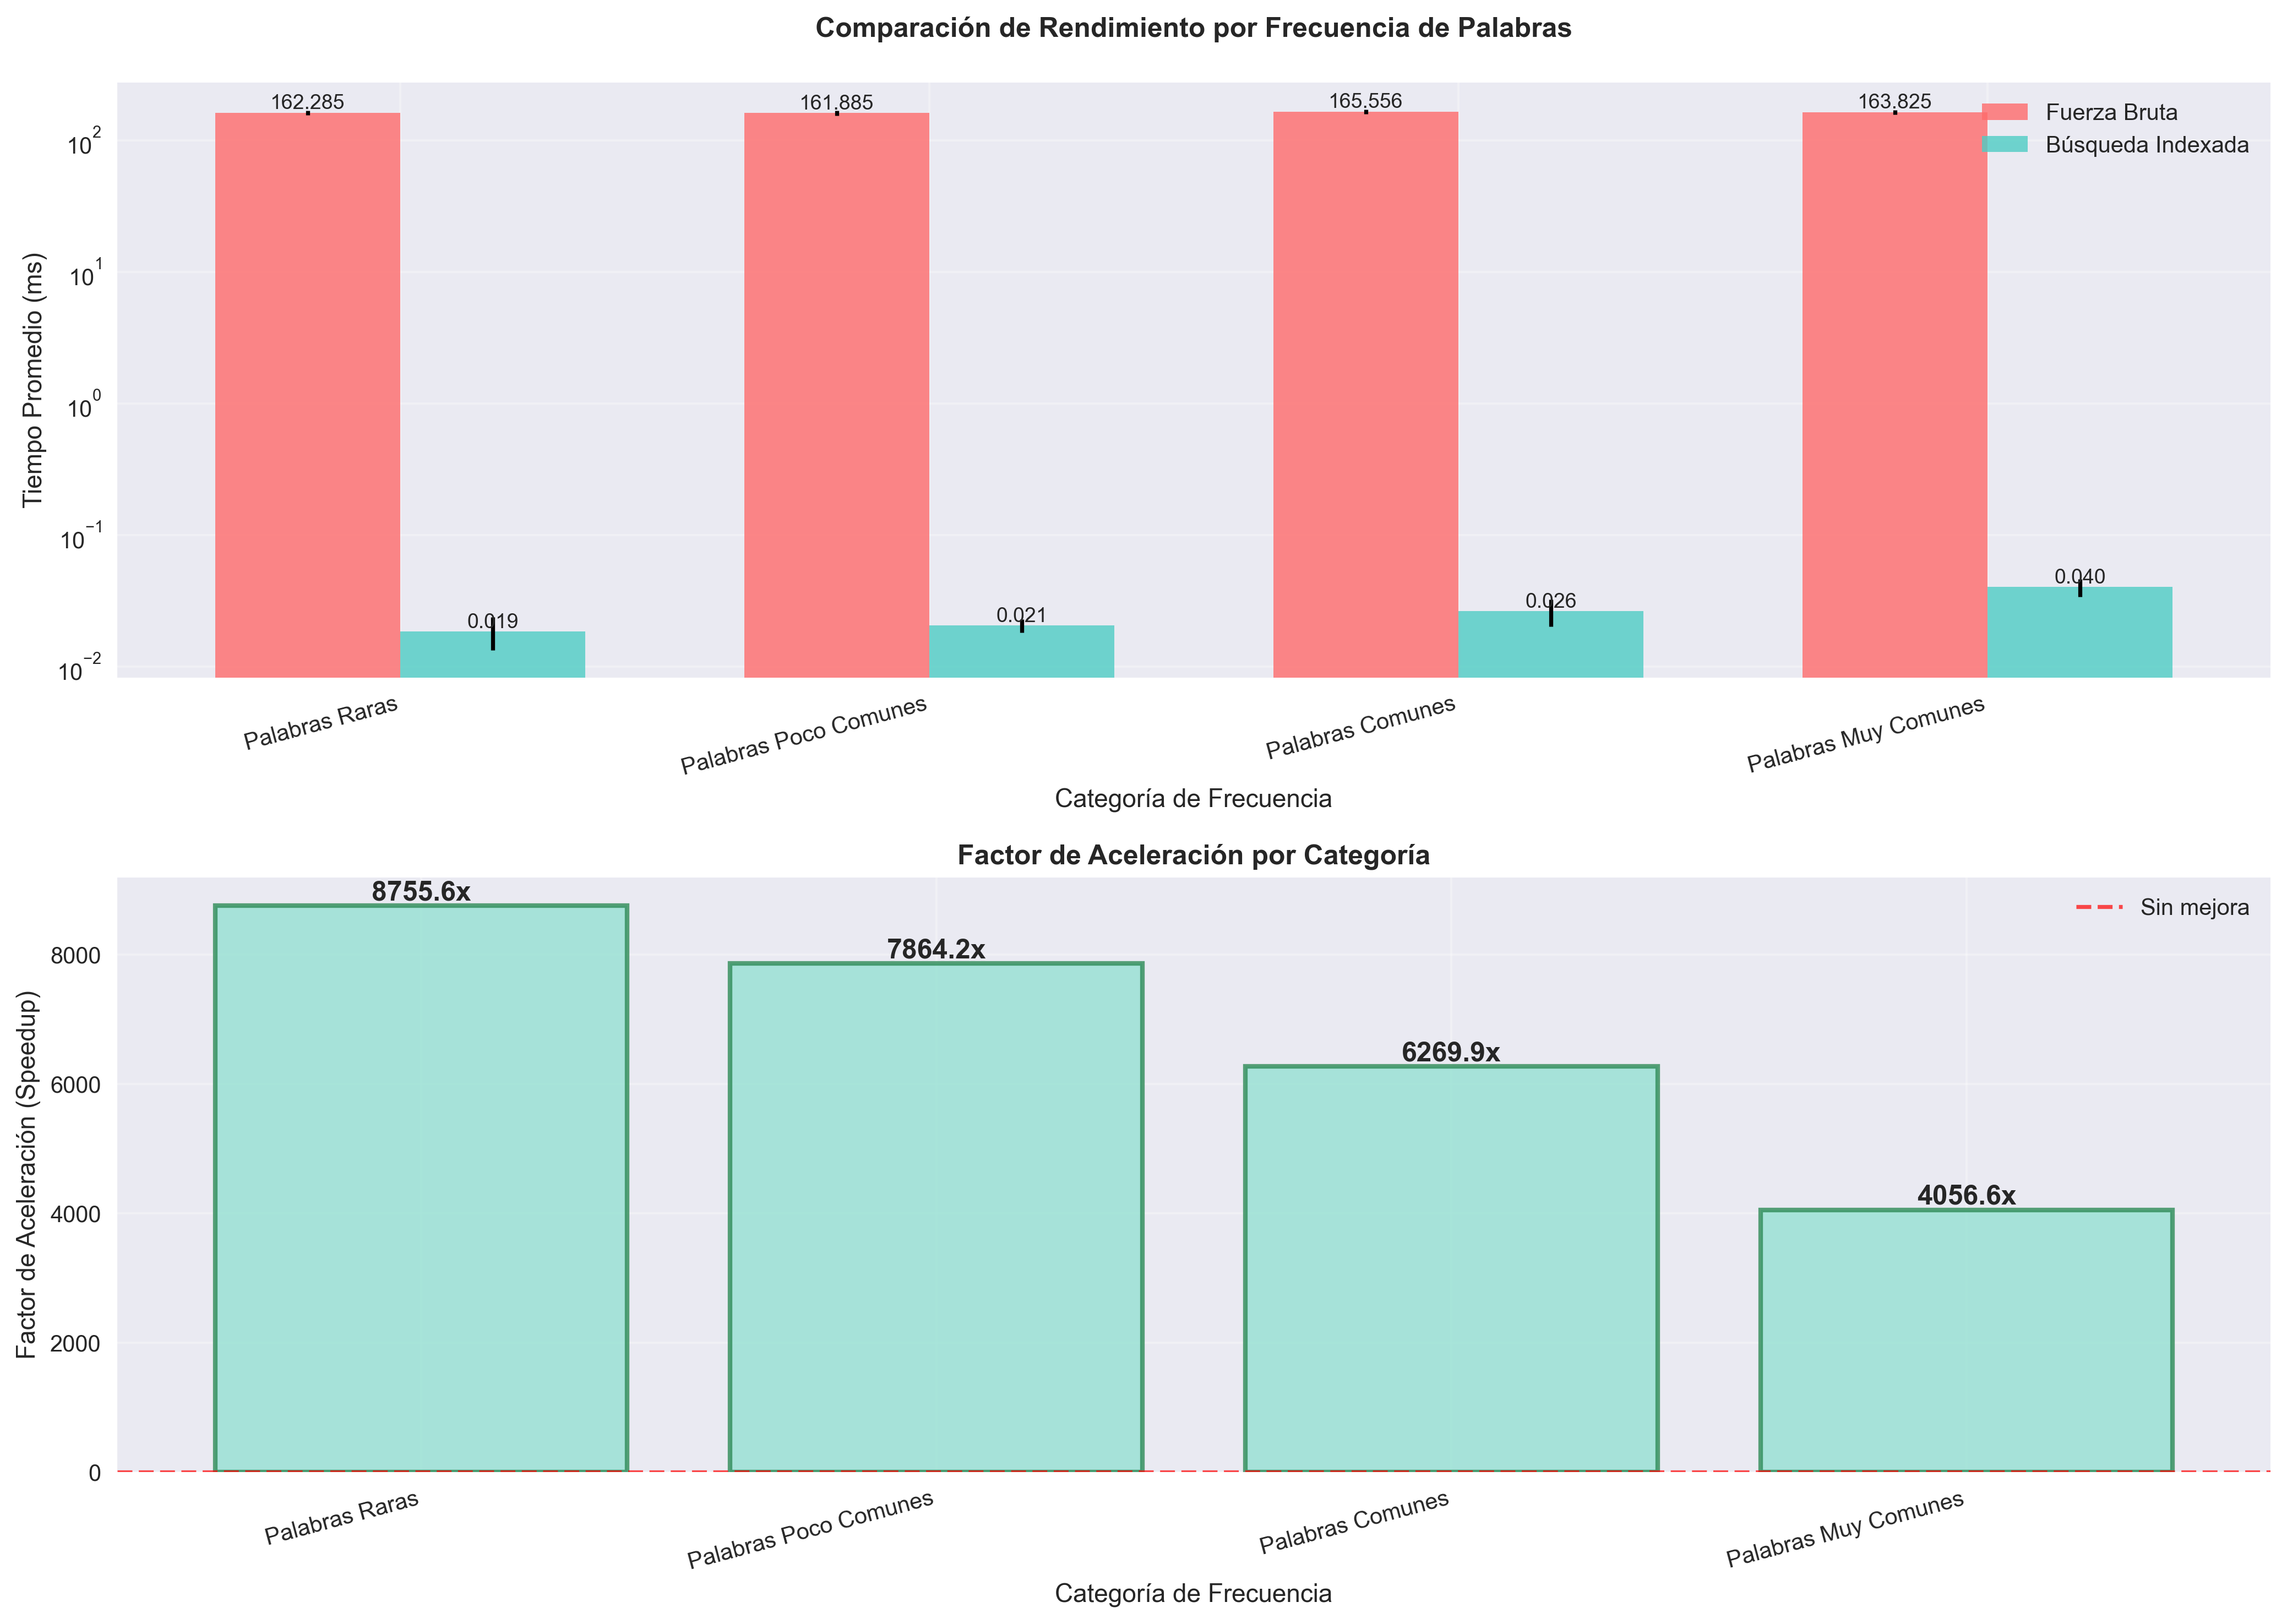 Comparación de Rendimiento por Frecuencia de Palabras
162.285
161.885
165.556
163.825
Fuerza Bruta
Búsqueda Indexada
0.019
0.021
0.026
0.040
10^2
10^1
10^0
10^−1
10^−2
Tiempo Promedio (ms)
Palabras Raras
Palabras Poco Comunes
Palabras Comunes
Palabras Muy Comunes
Categoría de Frecuencia
Factor de Aceleración por Categoría
8755.6x
7864.2x
6269.9x
4056.6x
Sin mejora
8000
6000
4000
2000
0
Factor de Aceleración (Speedup)
Palabras Raras
Palabras Poco Comunes
Palabras Comunes
Palabras Muy Comunes
Categoría de Frecuencia